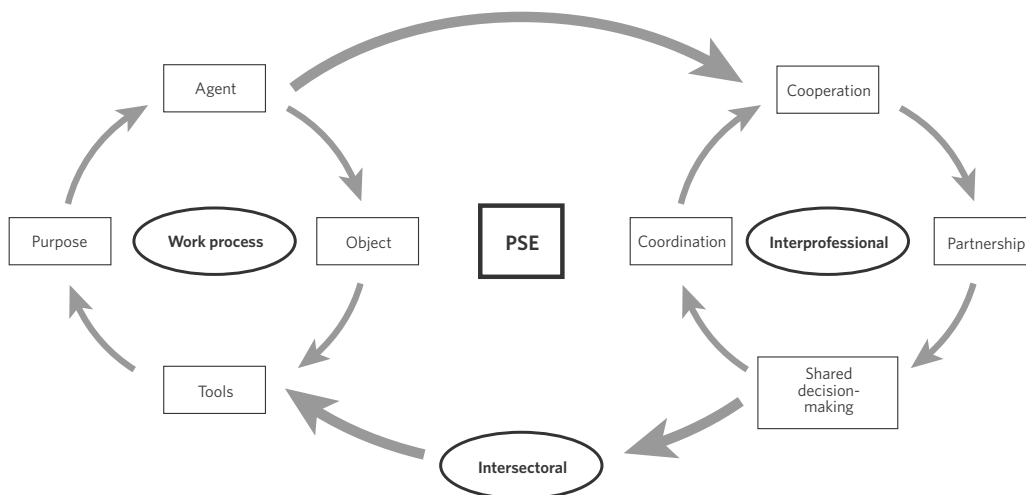 Agent
Cooperation
Purpose
Work process
Object
PSE
Coordination
Interprofessional
Partnership
Tools
Shared
decision-
making
Intersectoral